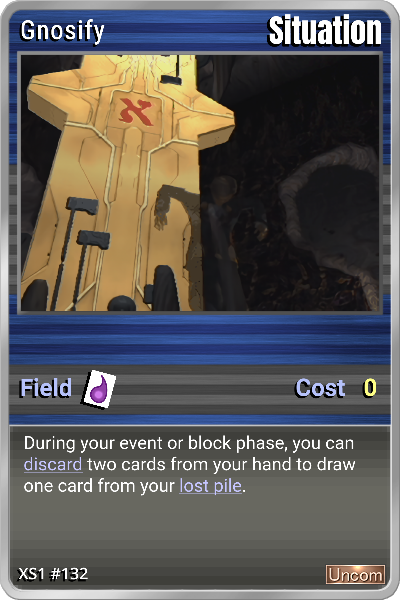 Gnosify
Situation
א
Field
Cost 0
During your event or block phase, you can
discard two cards from your hand to draw
one card from your lost pile.
XS1 #132
Uncom